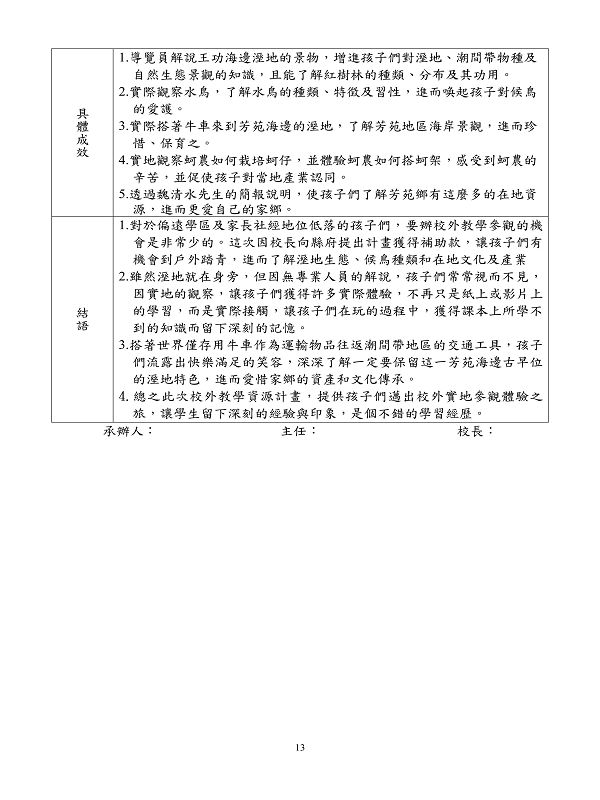 具體成效
1.導覽員解說王功海邊溼地的景物，增進孩子們對溼地、潮間帶物種及
自然生態景觀的知識，且能了解紅樹林的種類、分布及其功用。
2.實際觀察水鳥，了解水鳥的種類、特徵及習性，進而喚起孩子對候鳥
的愛護。
3.實際搭著牛車來到芳苑海邊的溼地，了解芳苑地區海岸景觀，進而珍
惜、保育之。
4.實地觀察蚵農如何栽培蚵仔，並體驗蚵農如何搭蚵架，感受到蚵農的
辛苦，並促使孩子對當地產業認同。
5.透過魏清水先生的簡報說明，使孩子們了解芳苑鄉有這麼多的在地資
源，進而更愛自己的家鄉。
結語
1.對於偏遠學區及家長社經地位低落的孩子們，要辦校外教學參觀的機
會是非常少的。這次因校長向縣府提出計畫獲得補助款，讓孩子們有
機會到戶外踏青，進而了解溼地生態、候鳥種類和在地文化及產業
2.雖然溼地就在身旁，但因無專業人員的解說，孩子們常常視而不見，
因實地的觀察，讓孩子們獲得許多實際體驗，不再只是紙上或影片上
的學習，而是實際接觸，讓孩子們在玩的過程中，獲得課本上所學不
到的知識而留下深刻的記憶。
3.搭著世界僅存用牛車作為運輸物品往返潮間帶地區的交通工具，孩子
們流露出快樂滿足的笑容，深深了解一定要保留這一芳苑海邊古早位
的溼地特色，進而愛惜家鄉的資產和文化傳承。
4. 總之此次校外教學資源計畫，提供孩子們邁出校外實地參觀體驗之
旅，讓學生留下深刻的經驗與印象，是個不錯的學習經歷。
承辦人： 主任： 校長：
13